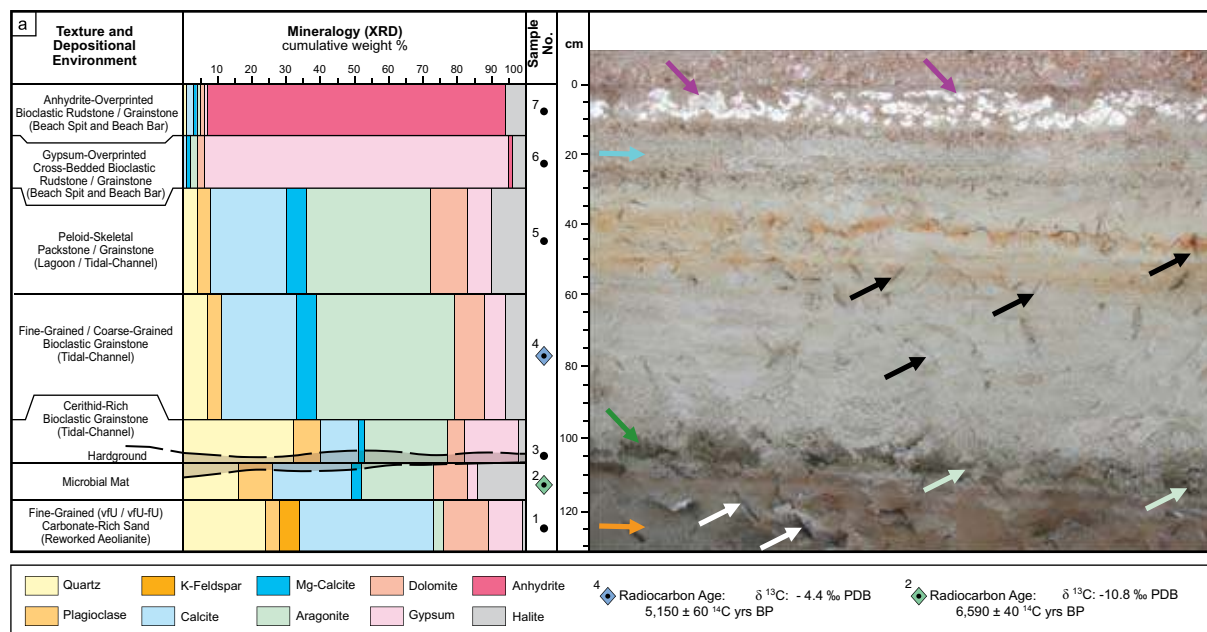 a
Texture and
Depositional
Environment
Mineralogy (XRD)
cumulative weight %
10 20 30 40 50 60 70 80 90 100
Sample
No.
cm
Anhydrite-Overprinted
Bioclastic Rudstone / Grainstone
(Beach Spit and Beach Bar)
7
Gypsum-Overprinted
Cross-Bedded Bioclastic
Rudstone / Grainstone
(Beach Spit and Beach Bar)
6
Peloid-Skeletal
Packstone / Grainstone
(Lagoon / Tidal-Channel)
5
Fine-Grained / Coarse-Grained
Bioclastic Grainstone
(Tidal-Channel)
4
Cerithid-Rich
Bioclastic Grainstone
(Tidal-Channel)
Hardground
3
Microbial Mat
2
Fine-Grained (vfU / vfU-fU)
Carbonate-Rich Sand
(Reworked Aeolianite)
1
0
20
40
60
80
100
120
Quartz
K-Feldspar
Mg-Calcite
Dolomite
Anhydrite
Plagioclase
Calcite
Aragonite
Gypsum
Halite
4 Radiocarbon Age: δ 13C: - 4.4 ‰ PDB
5,150 ± 60 14C yrs BP
2 Radiocarbon Age: δ 13C: -10.8 ‰ PDB
6,590 ± 40 14C yrs BP